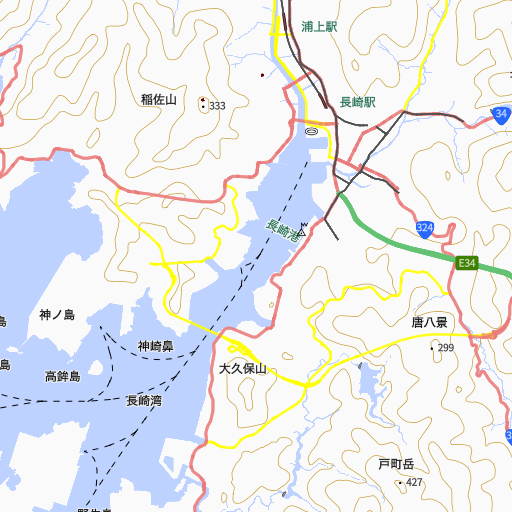 浦上駅
稲佐山
333
長崎駅
34
長崎港
324
E34
神ノ島
島
唐八景
神崎鼻
299
島
高鉾島
大久保山
長崎湾
戸町岳
427